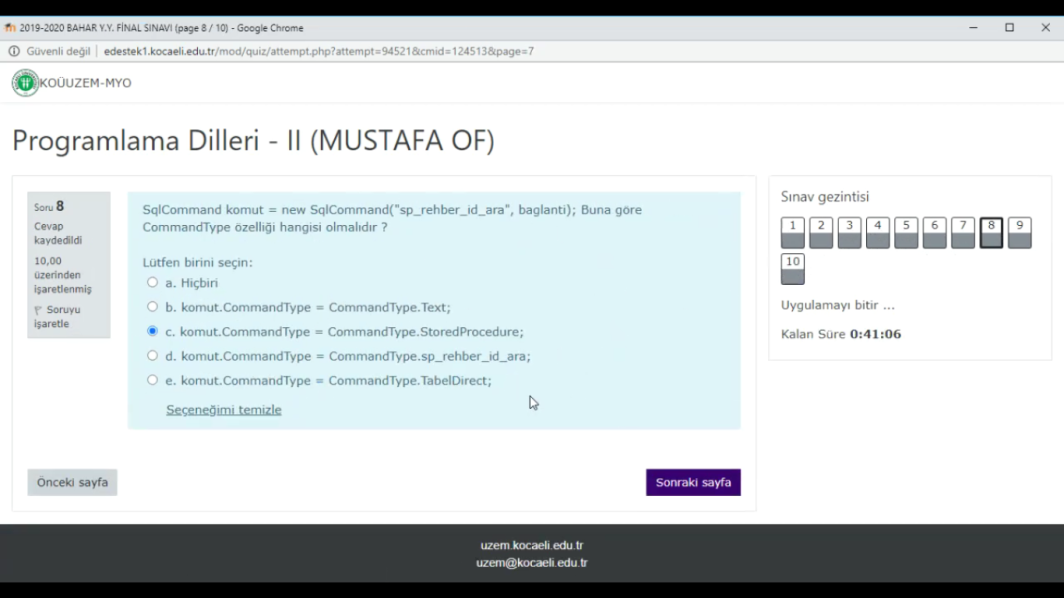 2019-2020 BAHAR Y.Y. FİNAL SINAVI (page 8 / 10) - Google Chrome
Güvenli değil | edestek1.kocaeli.edu.tr/mod/quiz/attempt.php?attempt=94521&cmid=124513&page=7
KOÜUZEM-MYO
Programlama Dilleri - II (MUSTAFA OF)
Soru 8
Cevap
kaydedildi
10,00
üzerinden
işaretlenmiş
Soruyu
işaretle
SqlCommand komut = new SqlCommand("sp_rehber_id_ara", baglanti); Buna göre
CommandType özelliği hangisi olmalıdır ?
Lütfen birini seçin:
a. Hiçbiri
b. komut.CommandType = CommandType.Text;
c. komut.CommandType = CommandType.StoredProcedure;
d. komut.CommandType = CommandType.sp_rehber_id_ara;
e. komut.CommandType = CommandType.TabelDirect;
Seçeneğimi temizle
Önceki sayfa
Sonraki sayfa
Sınav gezintisi
1 2 3 4 5 6 7 8 9
10
Uygulamayı bitir ...
Kalan Süre 0:41:06
uzem.kocaeli.edu.tr
uzem@kocaeli.edu.tr